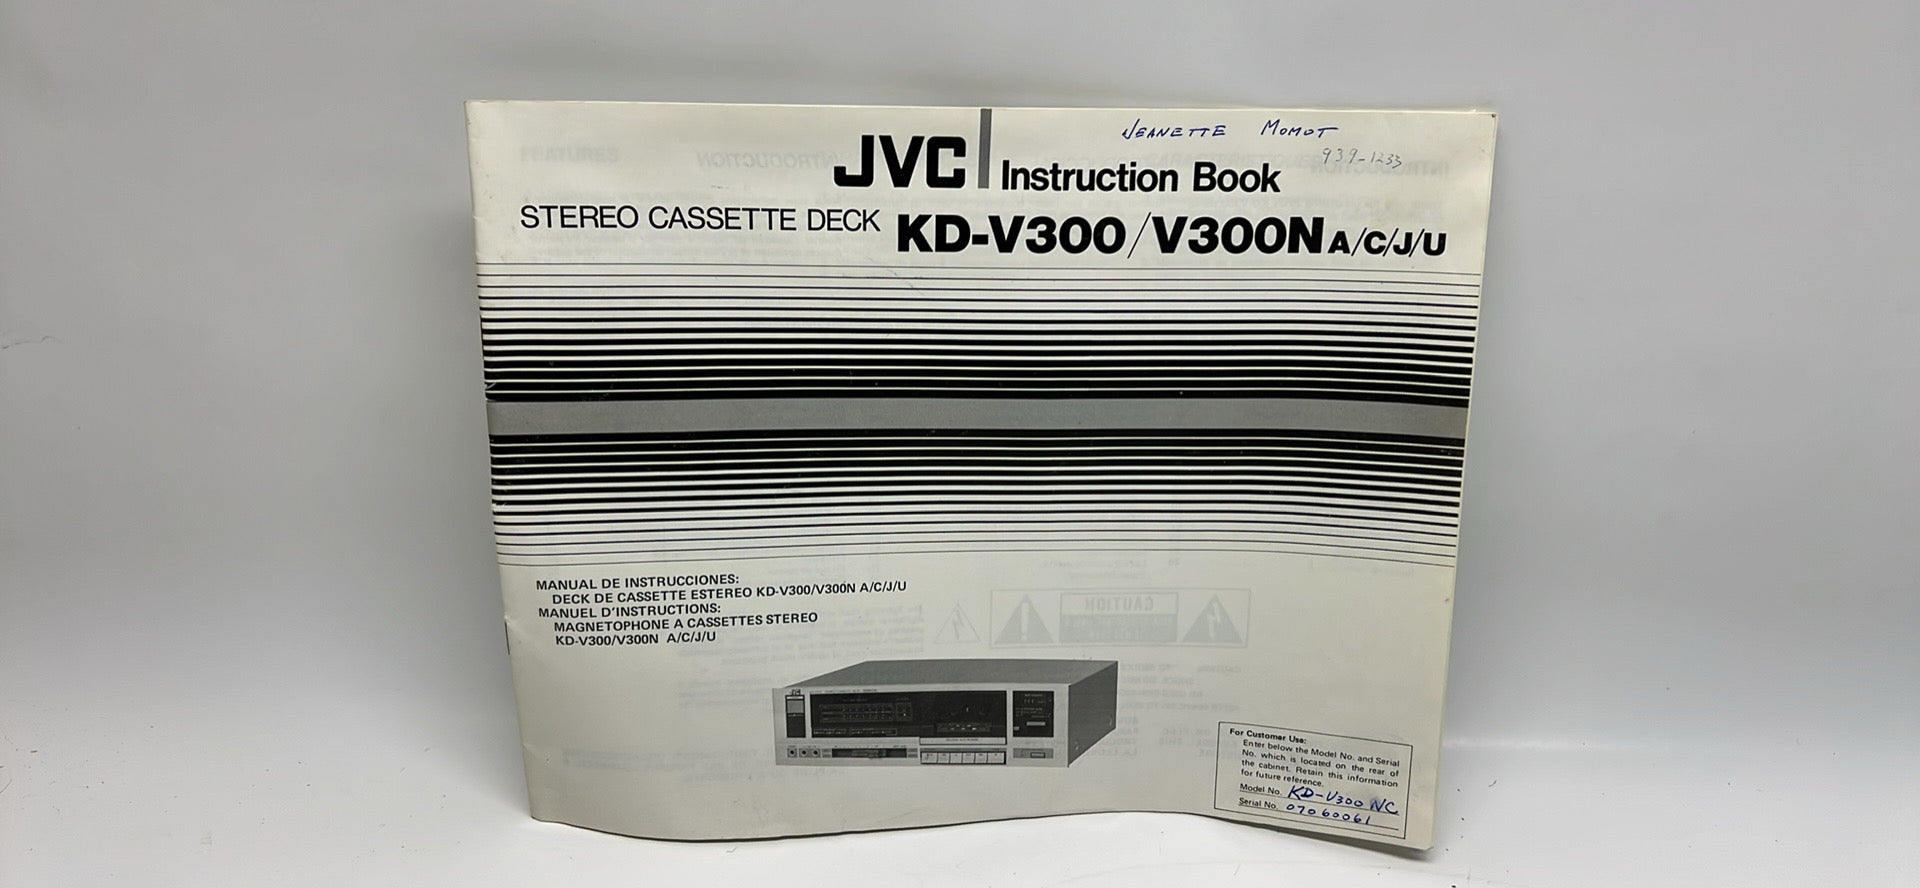 JEANETTE MOMOT
939-1233
JVC Instruction Book
STEREO CASSETTE DECK KD-V300/V300N A/C/J/U
MANUAL DE INSTRUCCIONES:
DECK DE CASSETTE ESTEREO KD-V300/V300N A/C/J/U
MANUEL D'INSTRUCTIONS:
MAGNETOPHONE A CASSETTES STEREO
KD-V300/V300N A/C/J/U
JVC
For Customer Use:
Enter below the Model No. and Serial
No. which is located on the rear of
the cabinet. Retain this information
for future reference.
Model No. KD-V300 NC
Serial No. 07060061